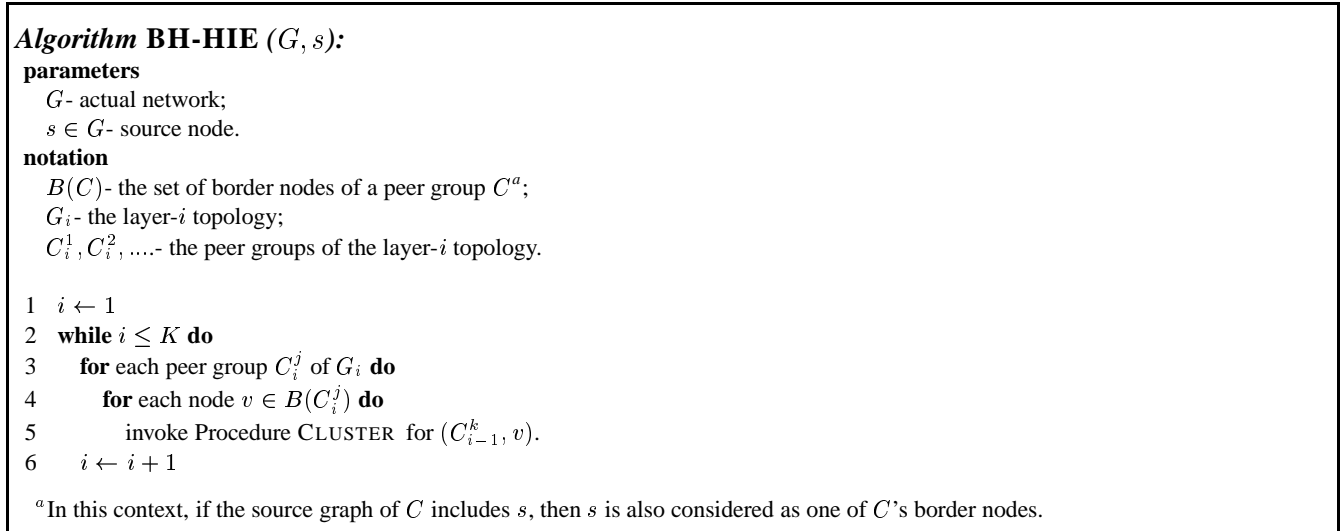 Algorithm BH-HIE (G, s):
parameters
G- actual network;
s ∈ G- source node.
notation
B(C)- the set of border nodes of a peer group C^a;
G_i- the layer-i topology;
C_i^1, C_i^2, ....- the peer groups of the layer-i topology.
1 i ← 1
2 while i ≤ K do
3 for each peer group C_i^j of G_i do
4 for each node v ∈ B(C_i^j) do
5 invoke Procedure CLUSTER for (C_{i-1}^k, v).
6 i ← i + 1
^a In this context, if the source graph of C includes s, then s is also considered as one of C's border nodes.